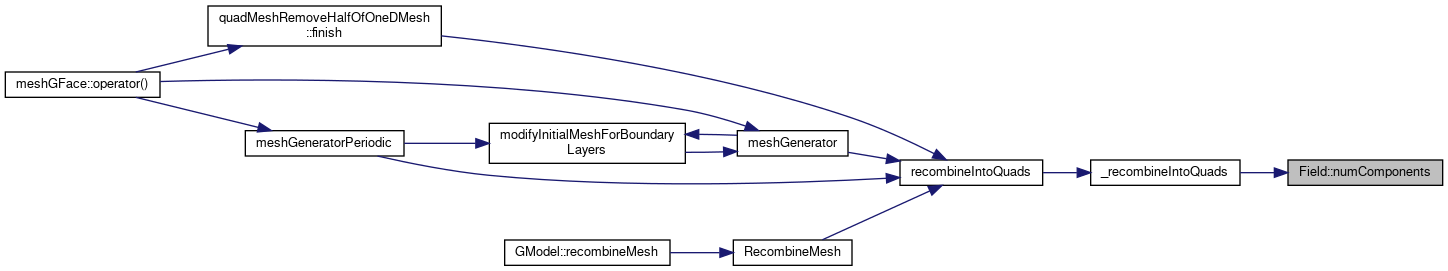 quadMeshRemoveHalfOfOneDMesh
::finish
meshGFace::operator()
modifyInitialMeshForBoundary
Layers
meshGeneratorPeriodic
meshGenerator
recombineIntoQuads
_recombineIntoQuads
Field::numComponents
GModel::recombineMesh
RecombineMesh